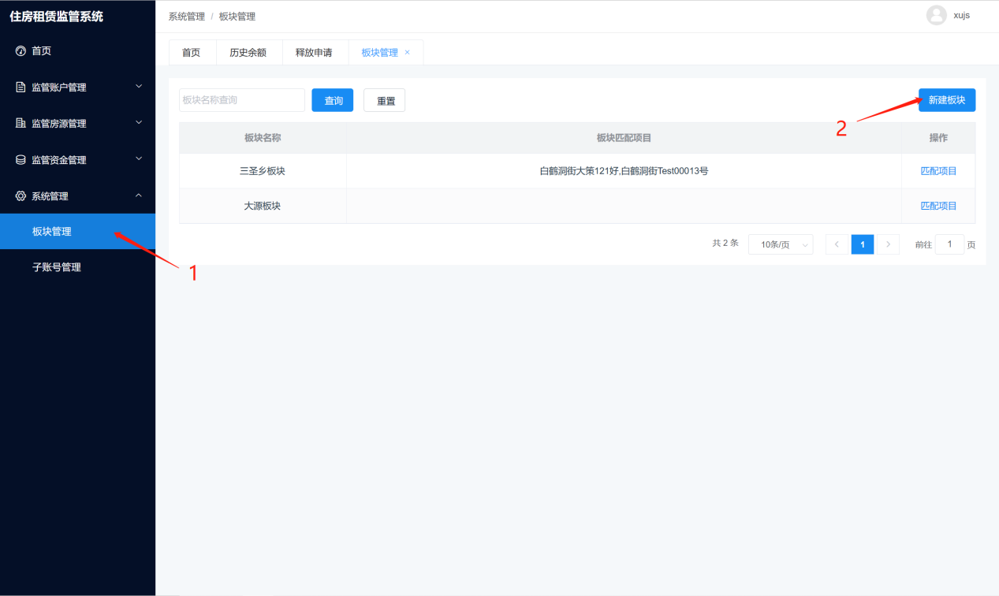 住房租赁监管系统
系统管理 / 板块管理
xujs
首页
首页 历史余额 释放申请 板块管理 ×
监管账户管理
监管房源管理
监管资金管理
系统管理
板块管理
子账号管理
板块名称查询 查询 重置 新建板块
1
2
板块名称 板块匹配项目 操作
三圣乡板块 白鹤洞街大策121好,白鹤洞街Test00013号 匹配项目
大源板块 匹配项目
共 2 条 10条/页 1 前往 1 页